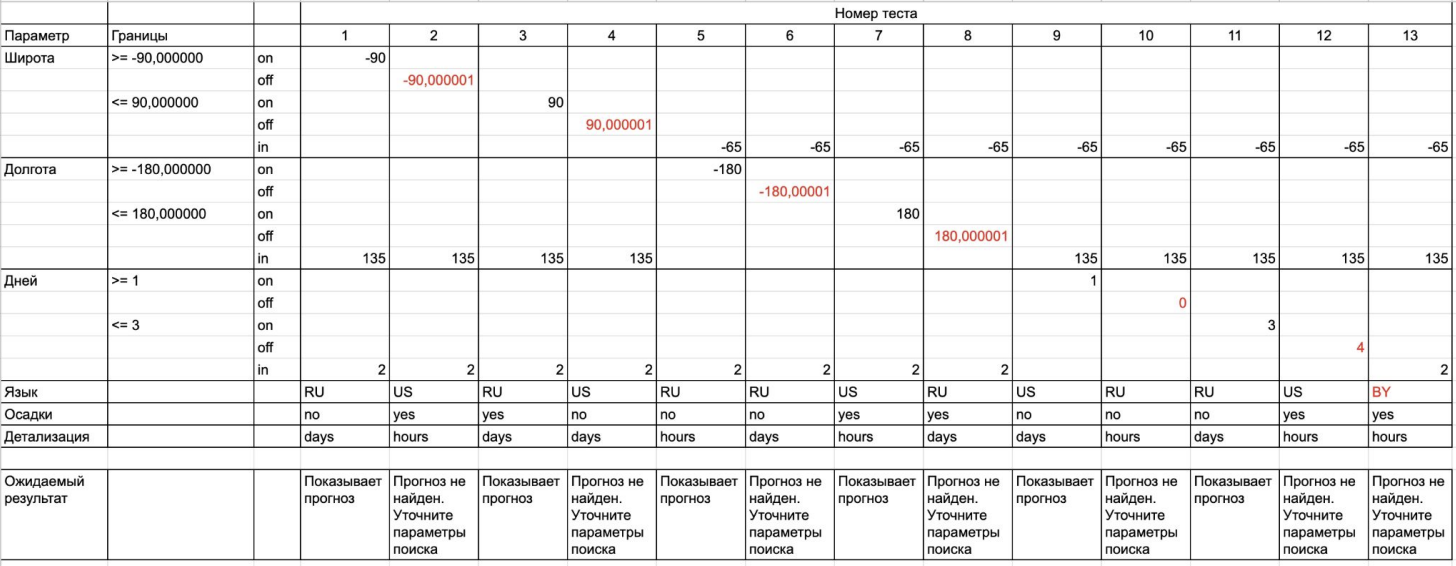 Номер теста
Параметр Границы 1 2 3 4 5 6 7 8 9 10 11 12 13
Широта >= -90,000000 on -90
off -90,000001
<= 90,000000 on 90
off 90,000001
in -65 -65 -65 -65 -65 -65 -65 -65 -65
Долгота >= -180,000000 on -180
off -180,00001
<= 180,000000 on 180
off 180,000001
in 135 135 135 135 135 135 135 135 135
Дней >= 1 on 1
off 0
<= 3 on 3
off 4
in 2 2 2 2 2 2 2 2 2
Язык RU US RU US RU RU US RU US RU RU US BY
Осадки no yes yes no no no yes yes no no no yes yes
Детализация days hours days days hours days hours days days hours days hours hours
Ожидаемый Показывает Прогноз не Показывает Прогноз не Показывает Прогноз не Показывает Прогноз не Показывает Прогноз не Показывает Прогноз не Прогноз не
результат прогноз найден. прогноз найден. прогноз найден. прогноз найден. прогноз найден. прогноз найден. найден.
Уточните Уточните Уточните Уточните Уточните Уточните Уточните
параметры параметры параметры параметры параметры параметры параметры
поиска поиска поиска поиска поиска поиска поиска